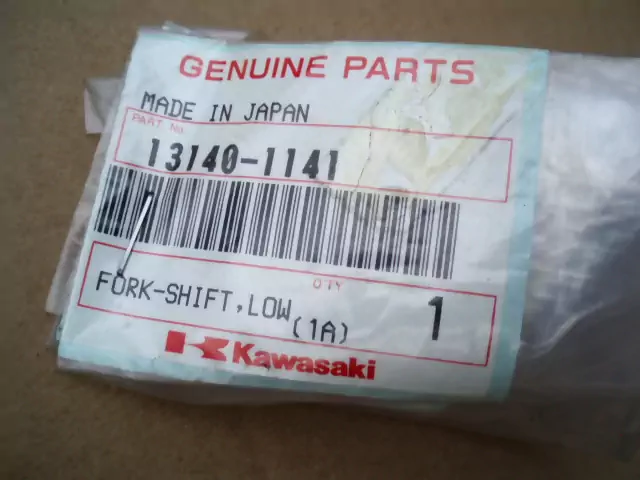 GENUINE PARTS
MADE IN JAPAN
PART No.
13140-1141
QTY
FORK-SHIFT,LOW
(1A)
1
Kawasaki